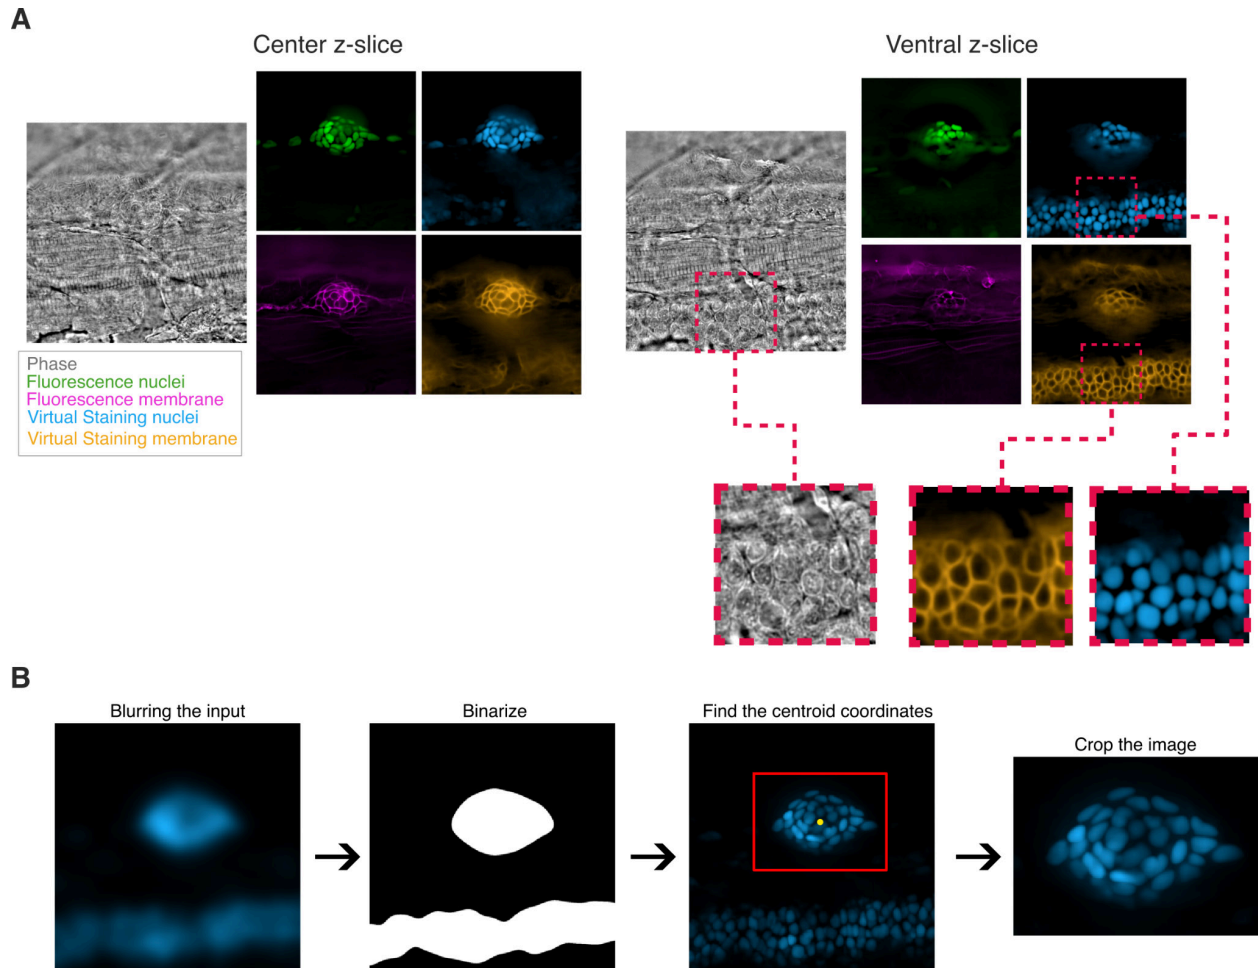 A
Center z-slice
Ventral z-slice
Phase
Fluorescence nuclei
Fluorescence membrane
Virtual Staining nuclei
Virtual Staining membrane
B
Blurring the input
Binarize
Find the centroid coordinates
Crop the image